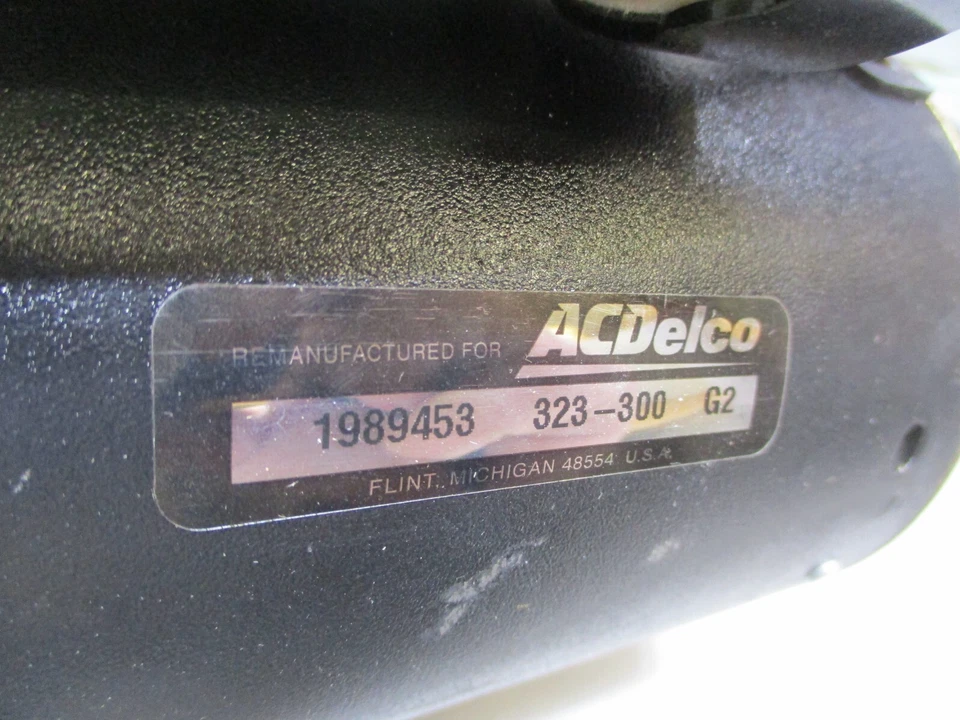 REMANUFACTURED FOR ACDelco
1989453 323-300 G2
FLINT, MICHIGAN 48554 U.S.A.